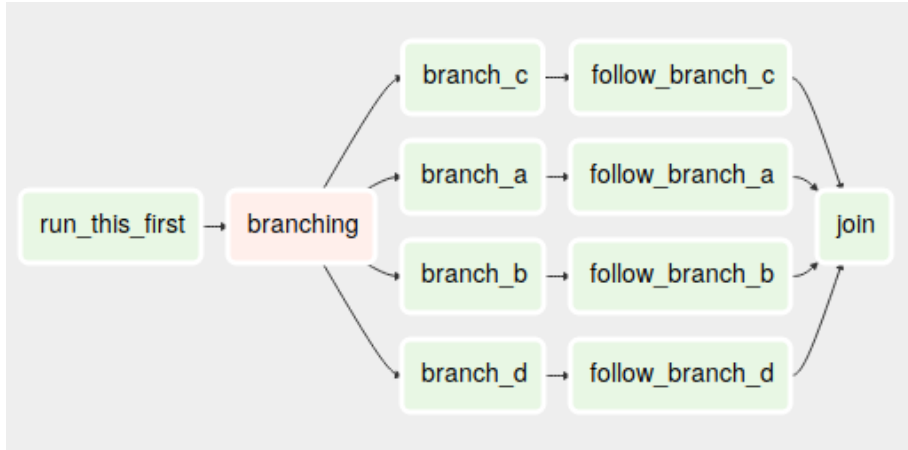 run_this_first
branching
branch_c
follow_branch_c
branch_a
follow_branch_a
branch_b
follow_branch_b
branch_d
follow_branch_d
join